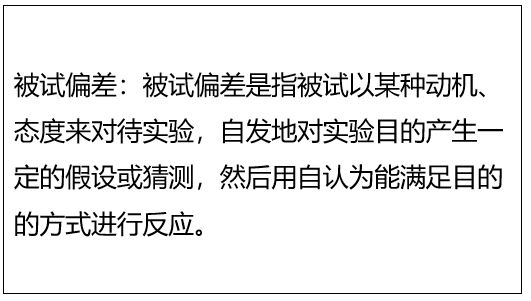 被试偏差：被试偏差是指被试以某种动机、
态度来对待实验，自发地对实验目的产生一
定的假设或猜测，然后用自认为能满足目的
的方式进行反应。